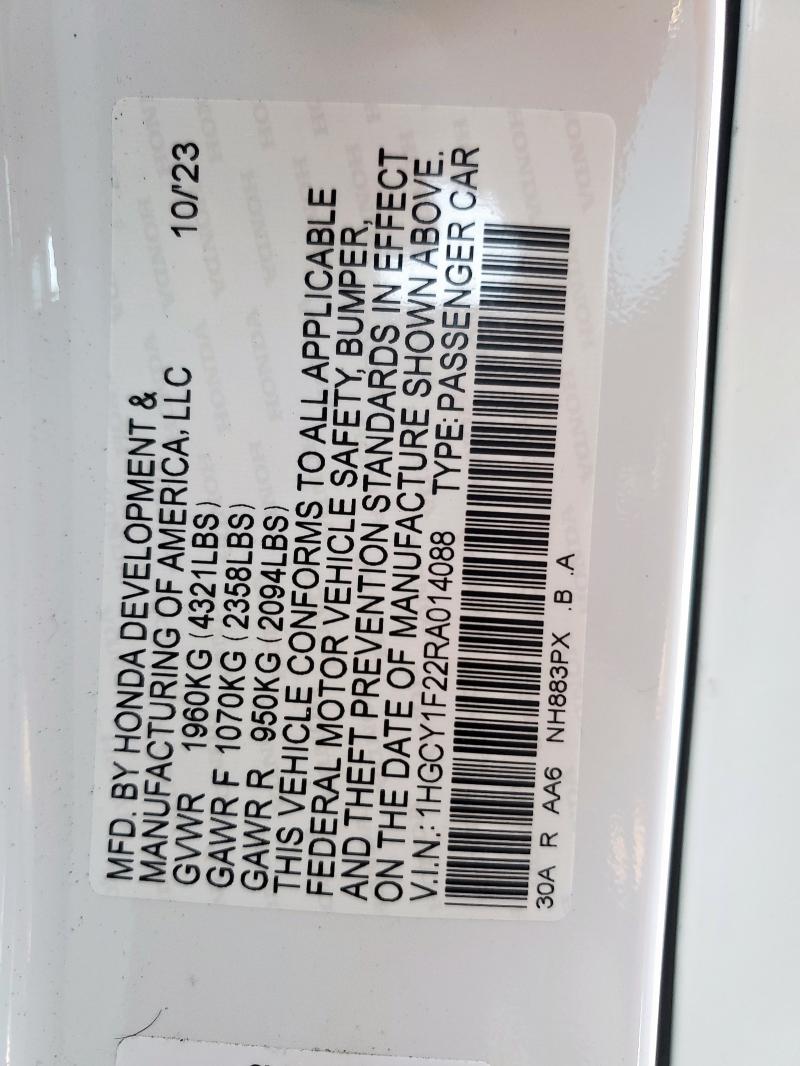 MFD. BY HONDA DEVELOPMENT &
MANUFACTURING OF AMERICA, LLC 10/'23
GVWR 1960KG (4321LBS)
GAWR F 1070KG (2358LBS)
GAWR R 950KG (2094LBS)
THIS VEHICLE CONFORMS TO ALL APPLICABLE
FEDERAL MOTOR VEHICLE SAFETY, BUMPER,
AND THEFT PREVENTION STANDARDS IN EFFECT
ON THE DATE OF MANUFACTURE SHOWN ABOVE.
V.I.N.: 1HGCY1F22RA014088 TYPE: PASSENGER CAR
30A R AA6 NH883PX .B .A